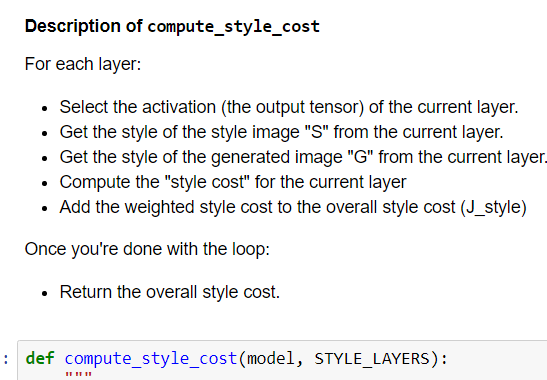 Description of compute_style_cost
For each layer:
• Select the activation (the output tensor) of the current layer.
• Get the style of the style image "S" from the current layer.
• Get the style of the generated image "G" from the current layer.
• Compute the "style cost" for the current layer
• Add the weighted style cost to the overall style cost (J_style)
Once you're done with the loop:
• Return the overall style cost.
: def compute_style_cost(model, STYLE_LAYERS):
"""